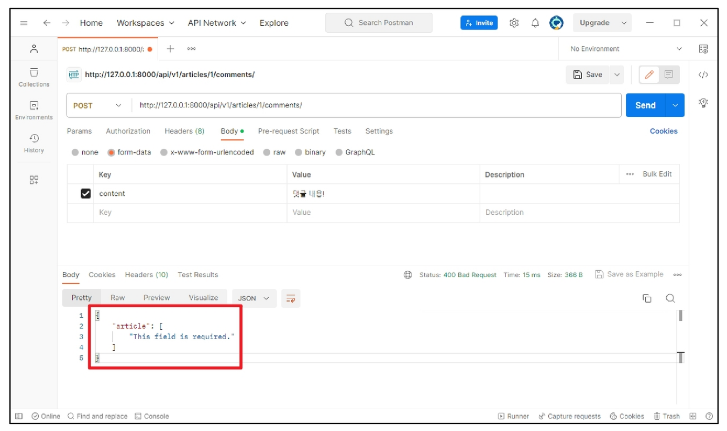 Home Workspaces API Network Explore Search Postman Invite Upgrade
POST http://127.0.0.1:8000/ No Environment
http://127.0.0.1:8000/api/v1/articles/1/comments/ Save
Collections
POST http://127.0.0.1:8000/api/v1/articles/1/comments/ Send
Environments
Params Authorization Headers (8) Body Pre-request Script Tests Settings Cookies
History
none form-data x-www-form-urlencoded raw binary GraphQL
Key Value Description Bulk Edit
content 댓글 내용!
Key Value Description
Body Cookies Headers (10) Test Results Status: 400 Bad Request Time: 15 ms Size: 366 B Save as Example
Pretty Raw Preview Visualize JSON
1 {
2 "article": [
3 "This field is required."
4 ]
5 }
Online Find and replace Console Runner Capture requests Cookies Trash